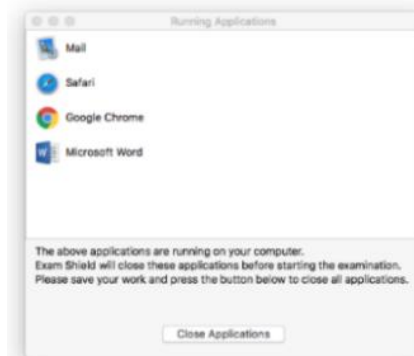 Running Applications
Mail
Safari
Google Chrome
W Microsoft Word
The above applications are running on your computer.
Exam Shield will close these applications before starting the examination.
Please save your work and press the button below to close all applications.
Close Applications